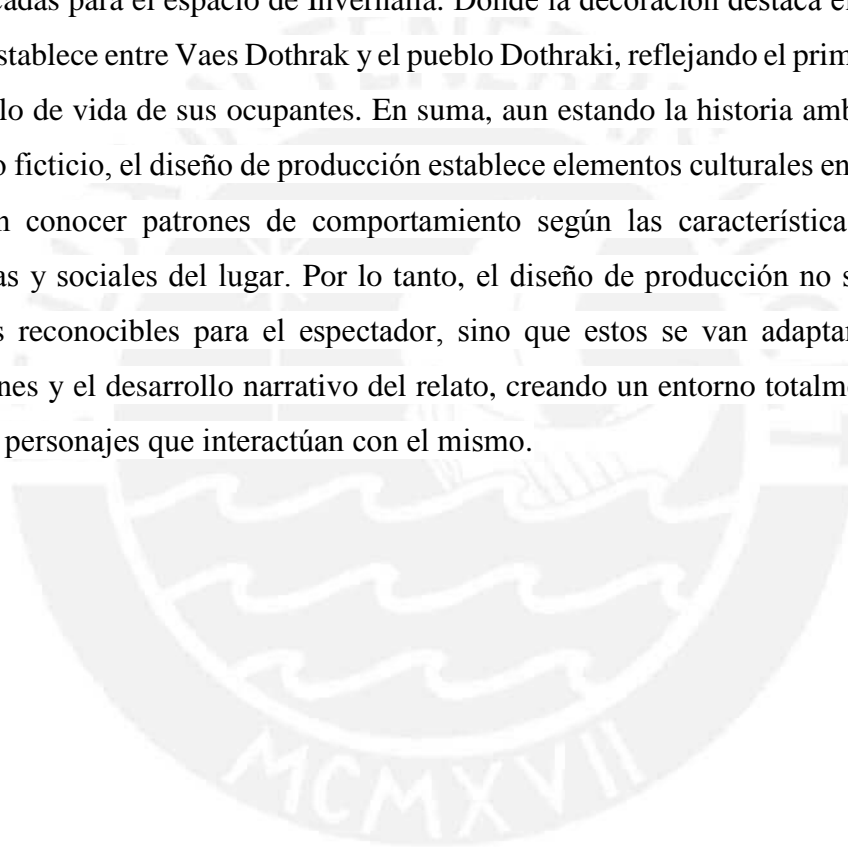 cadas para el espacio de Invernalia. Donde la decoración destaca e
stablece entre Vaes Dothrak y el pueblo Dothraki, reflejando el prim
lo de vida de sus ocupantes. En suma, aun estando la historia amb
o ficticio, el diseño de producción establece elementos culturales en
n conocer patrones de comportamiento según las característica
as y sociales del lugar. Por lo tanto, el diseño de producción no s
s reconocibles para el espectador, sino que estos se van adaptar
nes y el desarrollo narrativo del relato, creando un entorno totalm
personajes que interactúan con el mismo.
TENE
MCMXVII